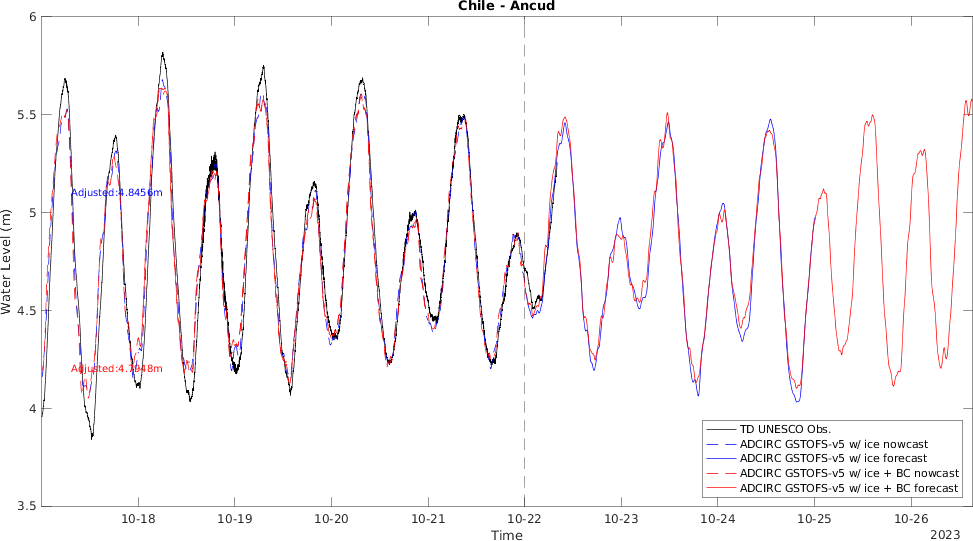 Chile - Ancud
6
5.5
5
4.5
4
3.5
Water Level (m)
Adjusted:4.8456m
Adjusted:4.7948m
TD UNESCO Obs.
ADCIRC GSTOFS-v5 w/ ice nowcast
ADCIRC GSTOFS-v5 w/ ice forecast
ADCIRC GSTOFS-v5 w/ ice + BC nowcast
ADCIRC GSTOFS-v5 w/ ice + BC forecast
10-18 10-19 10-20 10-21 10-22 10-23 10-24 10-25 10-26
Time
2023